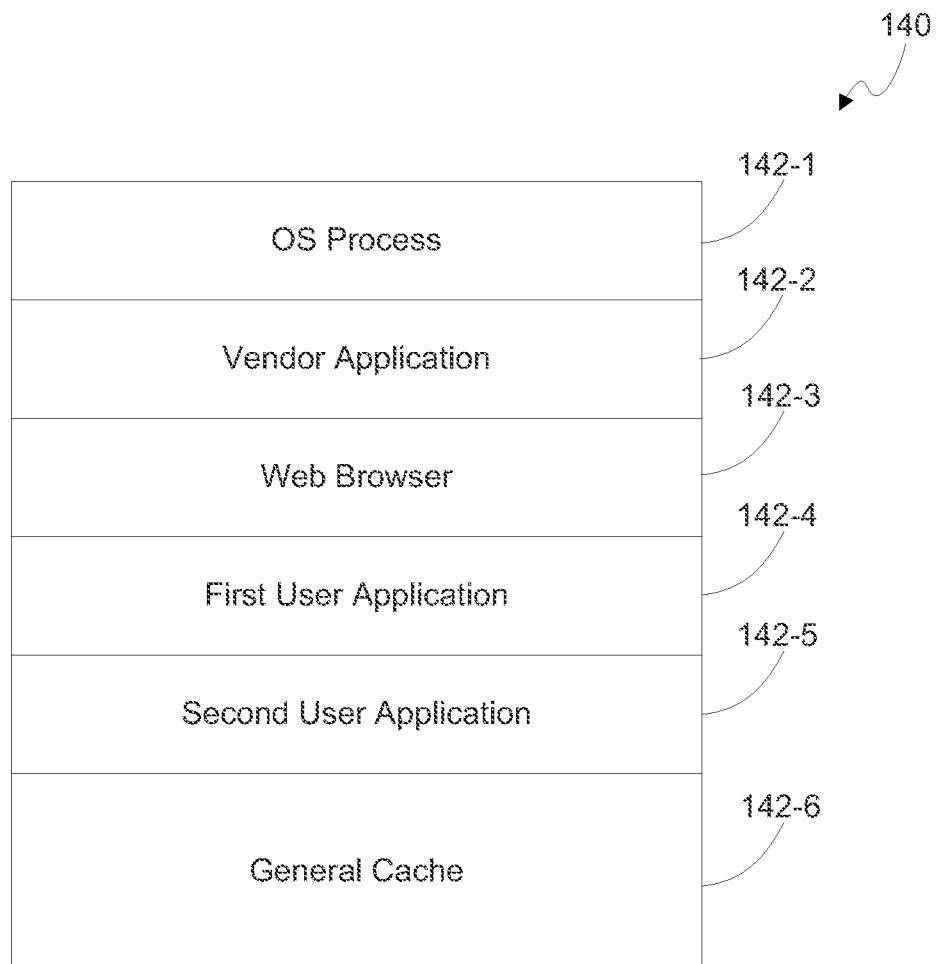 140
142-1
OS Process
142-2
Vendor Application
142-3
Web Browser
142-4
First User Application
142-5
Second User Application
142-6
General Cache